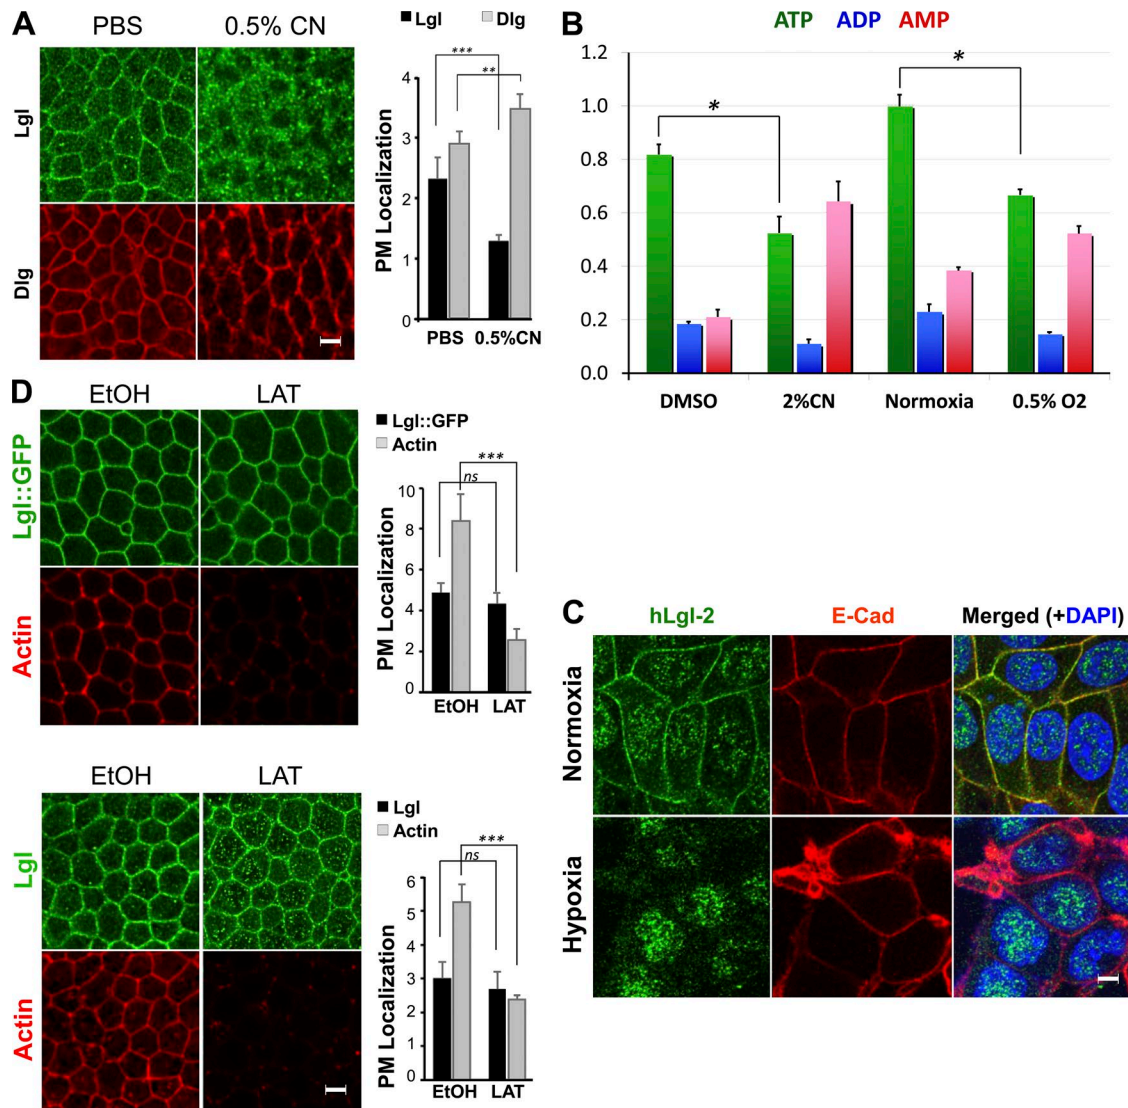 A
PBS 0.5% CN
Lgl
Dlg
Lgl Dlg
***
**
PM Localization
4
3
2
1
0
PBS 0.5%CN
B
ATP ADP AMP
1.2
1.0
0.8
0.6
0.4
0.2
0.0
*
*
DMSO 2%CN Normoxia 0.5% O2
D
EtOH LAT
Lgl::GFP
Actin
Lgl::GFP
Actin
***
ns
PM Localization
10
8
6
4
2
0
EtOH LAT
EtOH LAT
Lgl
Actin
Lgl
Actin
***
ns
PM Localization
6
5
4
3
2
1
0
EtOH LAT
C
hLgl-2 E-Cad Merged (+DAPI)
Normoxia
Hypoxia